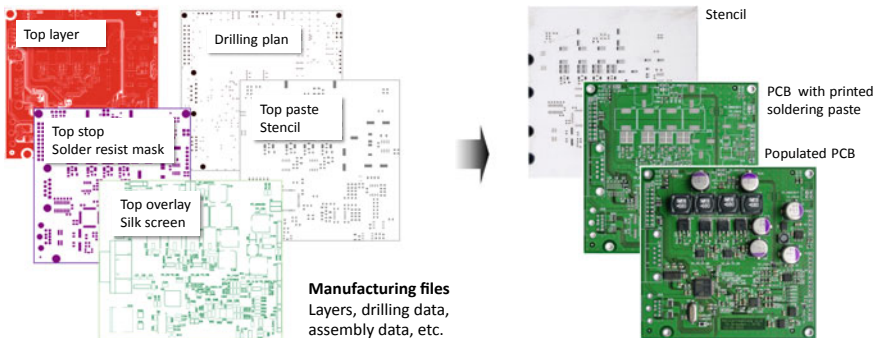 Top layer
Drilling plan
Top paste
Stencil
Top stop
Solder resist mask
Top overlay
Silk screen
Manufacturing files
Layers, drilling data,
assembly data, etc.
Stencil
PCB with printed
soldering paste
Populated PCB